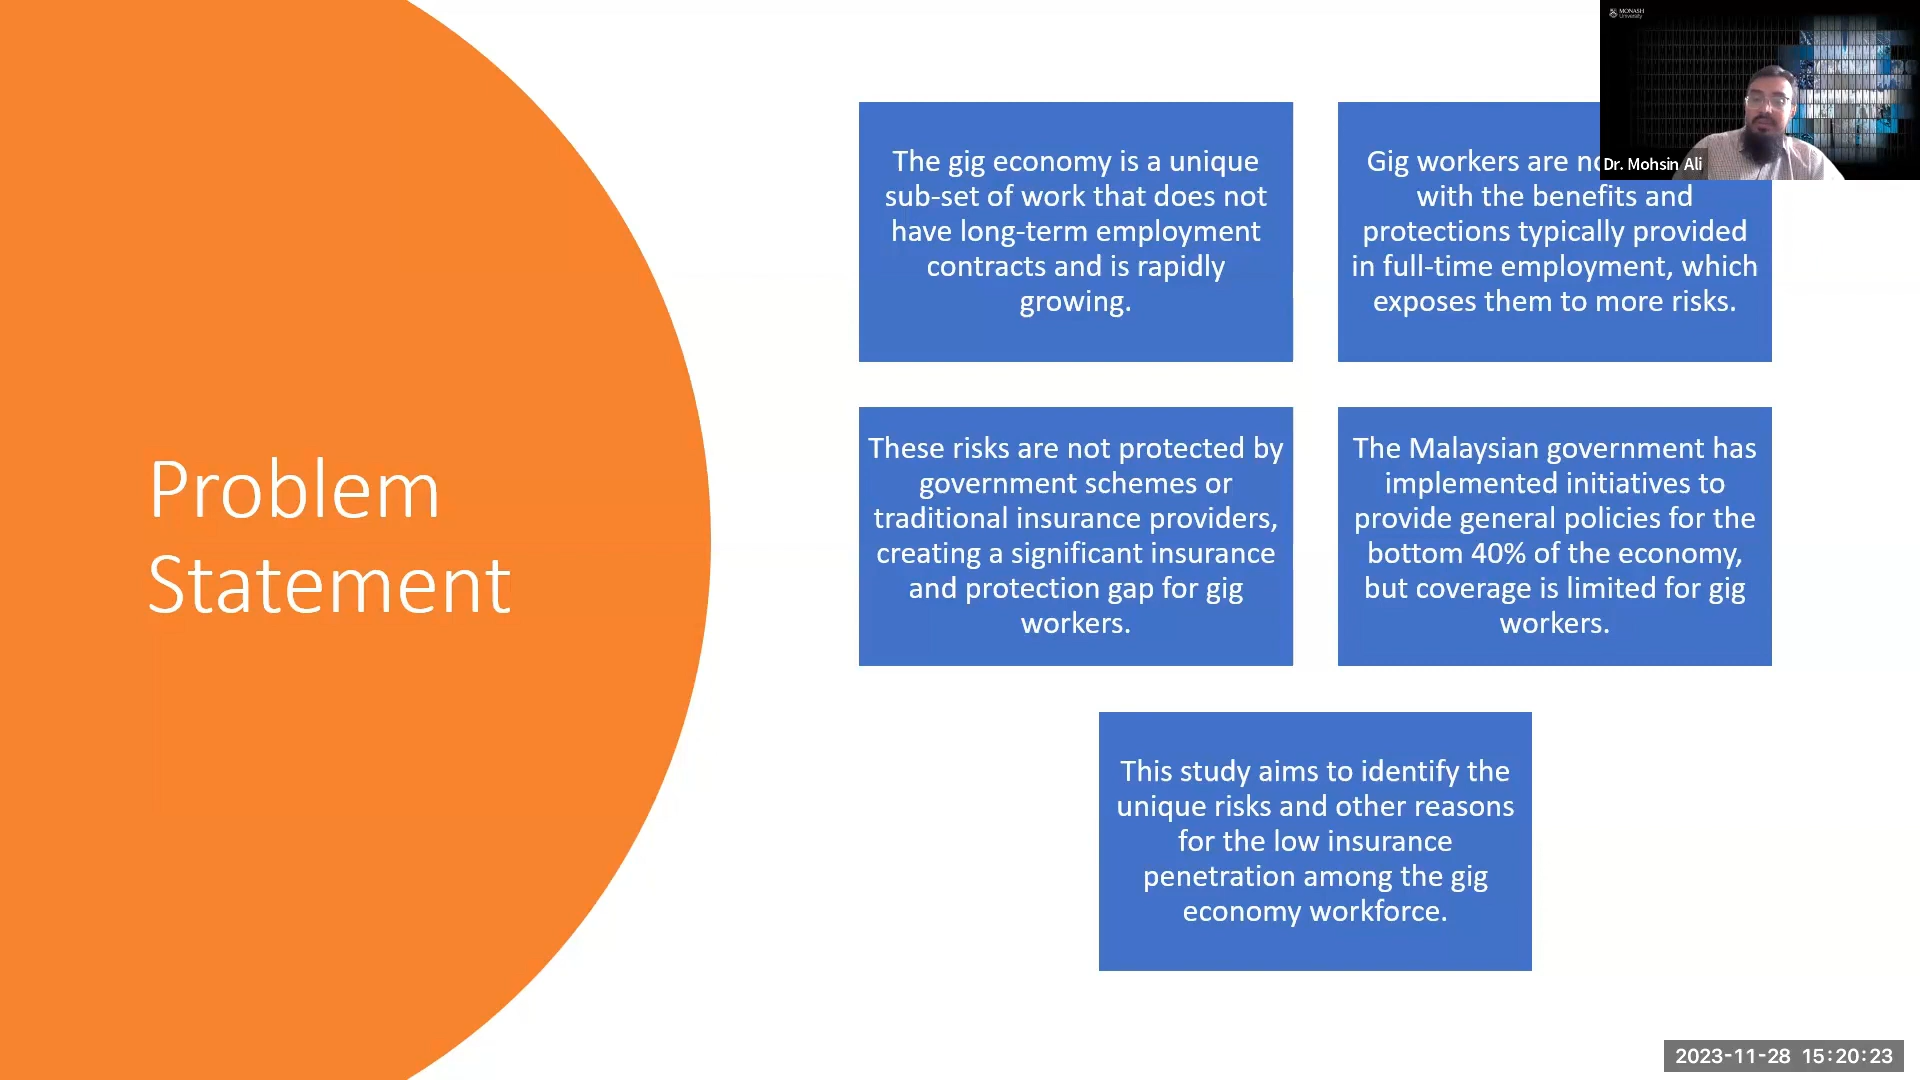 Problem
Statement
The gig economy is a unique
sub-set of work that does not
have long-term employment
contracts and is rapidly
growing.
Gig workers are
with the benefits and
protections typically provided
in full-time employment, which
exposes them to more risks.
These risks are not protected by
government schemes or
traditional insurance providers,
creating a significant insurance
and protection gap for gig
workers.
The Malaysian government has
implemented initiatives to
provide general policies for the
bottom 40% of the economy,
but coverage is limited for gig
workers.
This study aims to identify the
unique risks and other reasons
for the low insurance
penetration among the gig
economy workforce.
MONASH
University
Dr. Mohsin Ali
2023-11-28 15:20:23